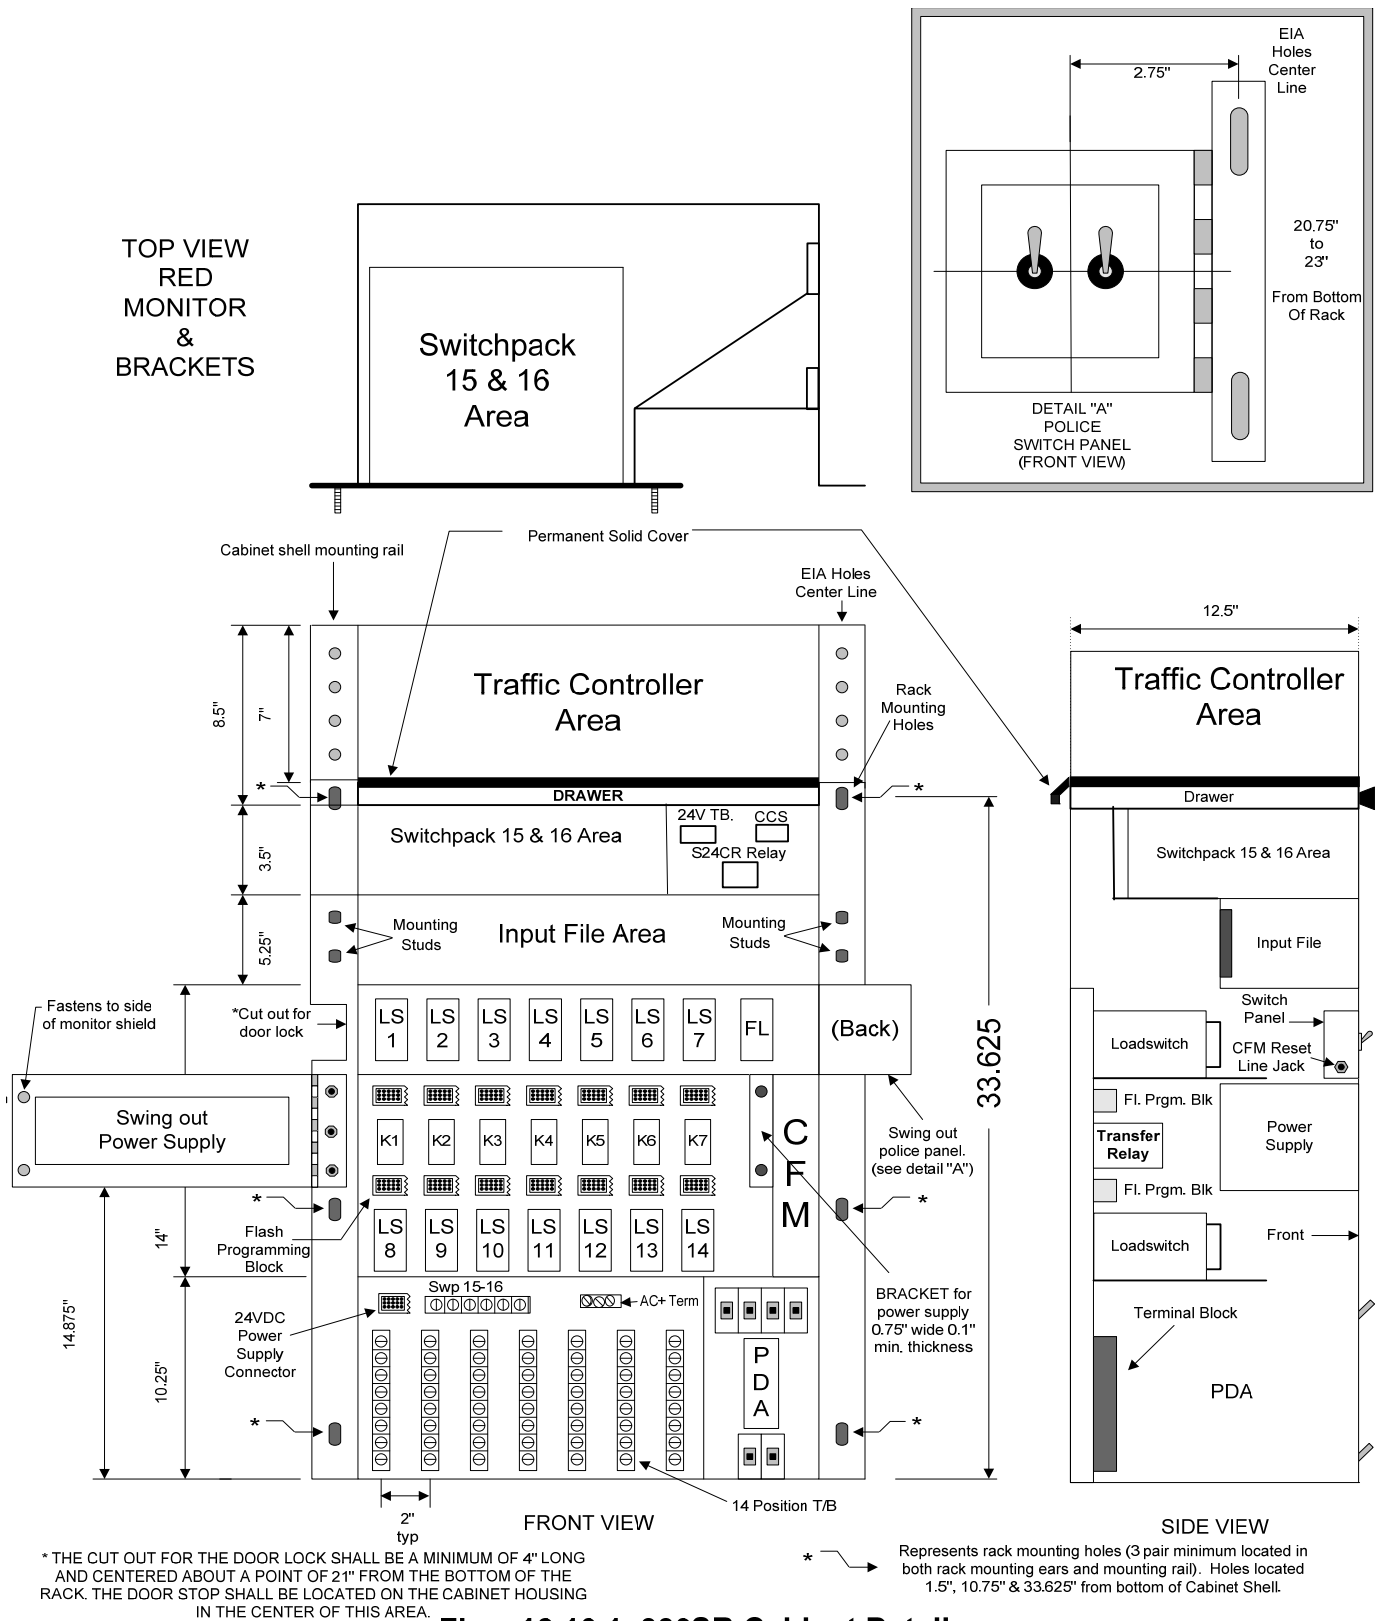 EIA
Holes
Center
Line
2.75"
20.75"
to
23"
From Bottom
Of Rack
DETAIL "A"
POLICE
SWITCH PANEL
(FRONT VIEW)
TOP VIEW
RED
MONITOR
&
BRACKETS
Switchpack
15 & 16
Area
Permanent Solid Cover
Cabinet shell mounting rail
EIA Holes
Center Line
12.5"
Traffic Controller
Area
Rack
Mounting
Holes
Traffic Controller
Area
8.5"
7"
*
*
DRAWER
Drawer
3.5"
Switchpack 15 & 16 Area
24V TB.
CCS
S24CR Relay
Switchpack 15 & 16 Area
5.25"
Mounting
Studs
Input File Area
Mounting
Studs
Input File
Fastens to side
of monitor shield
*Cut out for
door lock
LS
1
LS
2
LS
3
LS
4
LS
5
LS
6
LS
7
FL
(Back)
33.625
Switch
Panel
Loadswitch
CFM Reset
Line Jack
Swing out
Power Supply
K1
K2
K3
K4
K5
K6
K7
C
F
M
Swing out
police panel.
(see detail "A")
Fl. Prgm. Blk
Transfer
Relay
Power
Supply
Fl. Prgm. Blk
*
*
14"
Flash
Programming
Block
LS
8
LS
9
LS
10
LS
11
LS
12
LS
13
LS
14
Loadswitch
Front
14.875"
10.25"
Swp 15-16
AC+ Term
24VDC
Power
Supply
Connector
BRACKET for
power supply
0.75" wide 0.1"
min. thickness
Terminal Block
P
D
A
PDA
*
*
2"
typ
14 Position T/B
FRONT VIEW
SIDE VIEW
* THE CUT OUT FOR THE DOOR LOCK SHALL BE A MINIMUM OF 4" LONG
AND CENTERED ABOUT A POINT OF 21" FROM THE BOTTOM OF THE
RACK. THE DOOR STOP SHALL BE LOCATED ON THE CABINET HOUSING
IN THE CENTER OF THIS AREA.
*
Represents rack mounting holes (3 pair minimum located in
both rack mounting ears and mounting rail). Holes located
1.5", 10.75" & 33.625" from bottom of Cabinet Shell.